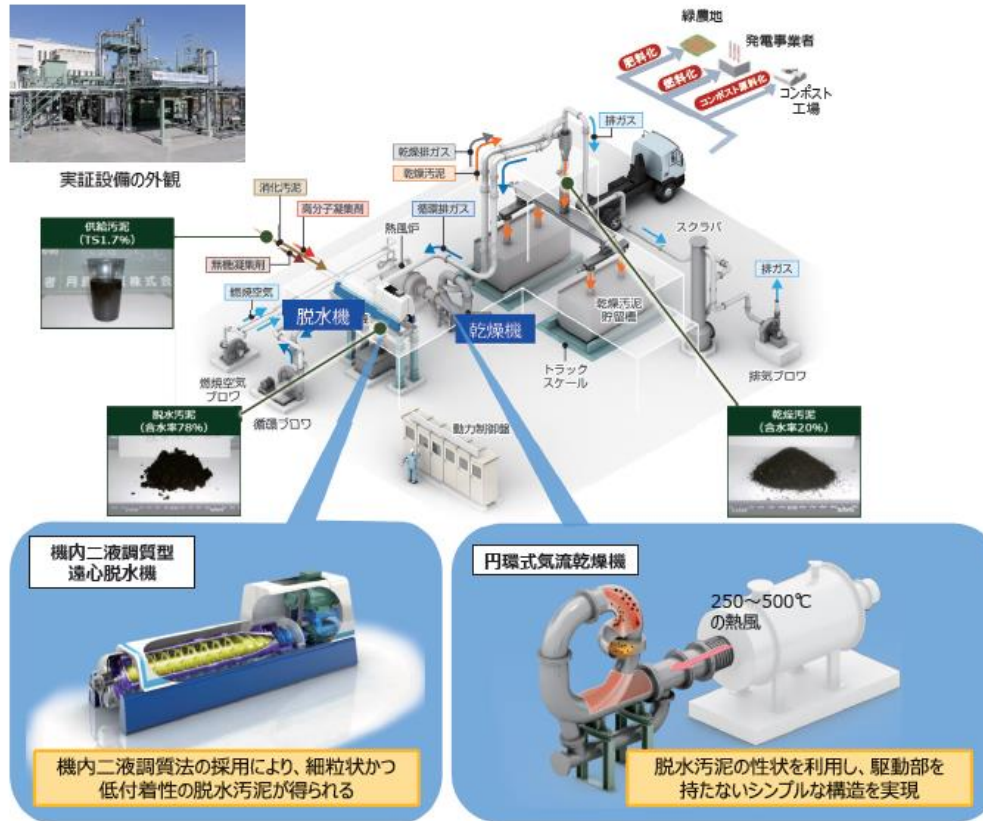 緑農地
発電事業者
肥料化
燃料化
コンポスト原料化
コンポスト
工場
実証設備の外観
乾燥排ガス
乾燥汚泥
排ガス
消化汚泥
高分子凝集剤
無機凝集剤
循環排ガス
熱風炉
供給汚泥
(TS1.7%)
燃焼空気
脱水機
乾燥機
スクラバ
排ガス
乾燥汚泥
貯留槽
トラック
スケール
排気ブロワ
燃焼空気
ブロワ
循環ブロワ
脱水汚泥
(含水率78%)
動力制御盤
乾燥汚泥
(含水率20%)
機内二液調質型
遠心脱水機
機内二液調質法の採用により、細粒状かつ
低付着性の脱水汚泥が得られる
円環式気流乾燥機
250~500℃
の熱風
脱水汚泥の性状を利用し、駆動部を
持たないシンプルな構造を実現